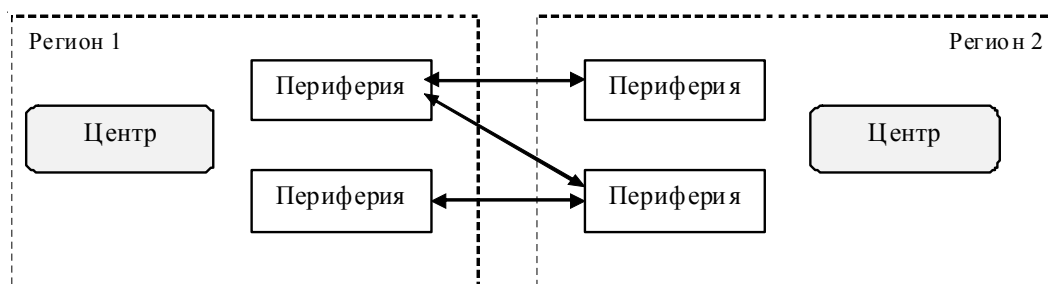 Регион 1
Регион 2
Периферия
Периферия
Центр
Центр
Периферия
Периферия